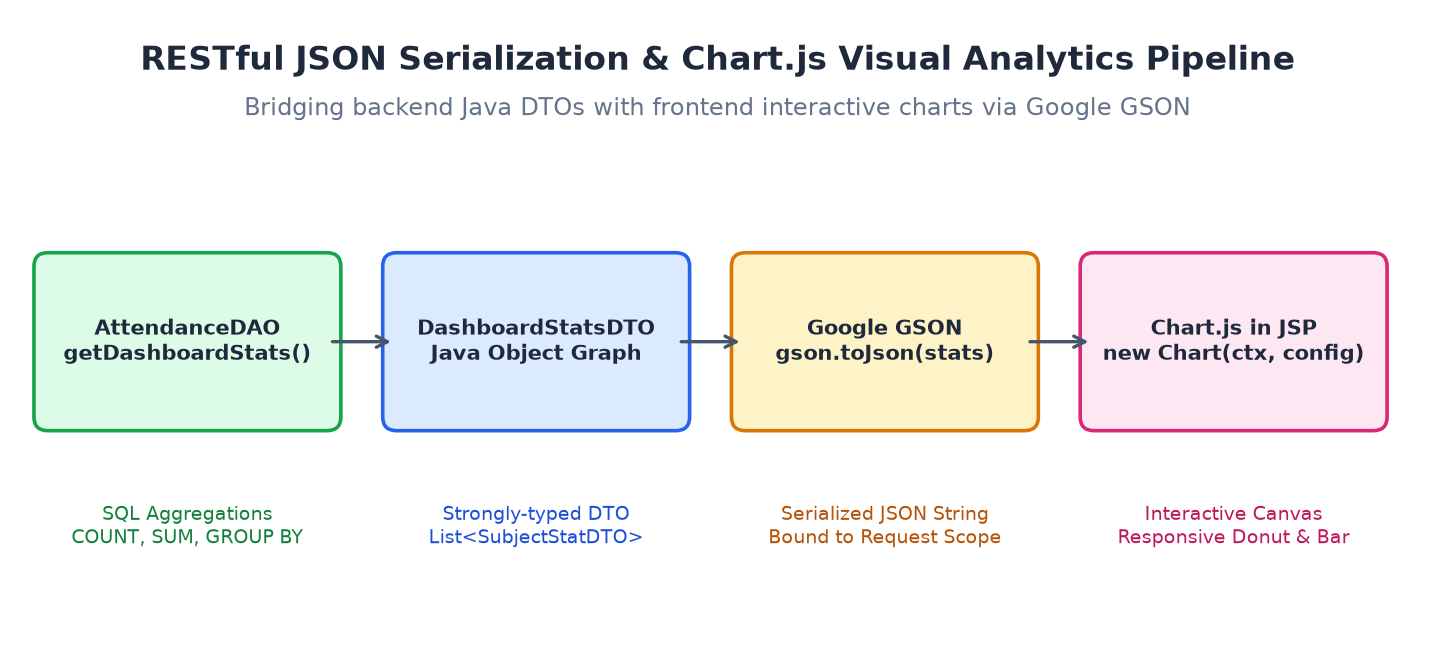 RESTful JSON Serialization & Chart.js Visual Analytics Pipeline
Bridging backend Java DTOs with frontend interactive charts via Google GSON
AttendanceDAO
getDashboardStats()
DashboardStatsDTO
Java Object Graph
Google GSON
gson.toJson(stats)
Chart.js in JSP
new Chart(ctx, config)
SQL Aggregations
COUNT, SUM, GROUP BY
Strongly-typed DTO
List<SubjectStatDTO>
Serialized JSON String
Bound to Request Scope
Interactive Canvas
Responsive Donut & Bar